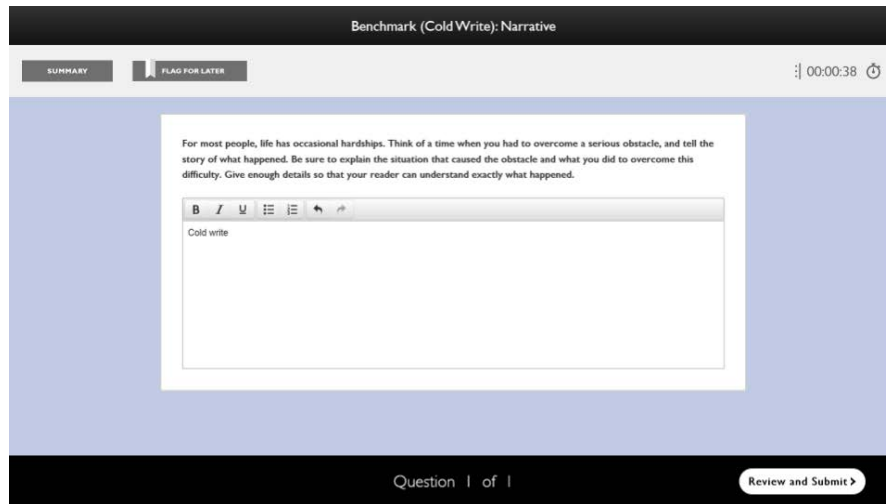 Benchmark (Cold Write): Narrative
SUMMARY
FLAG FOR LATER
00:00:38
For most people, life has occasional hardships. Think of a time when you had to overcome a serious obstacle, and tell the
story of what happened. Be sure to explain the situation that caused the obstacle and what you did to overcome this
difficulty. Give enough details so that your reader can understand exactly what happened.
B I U
Cold write
Question 1 of 1
Review and Submit >